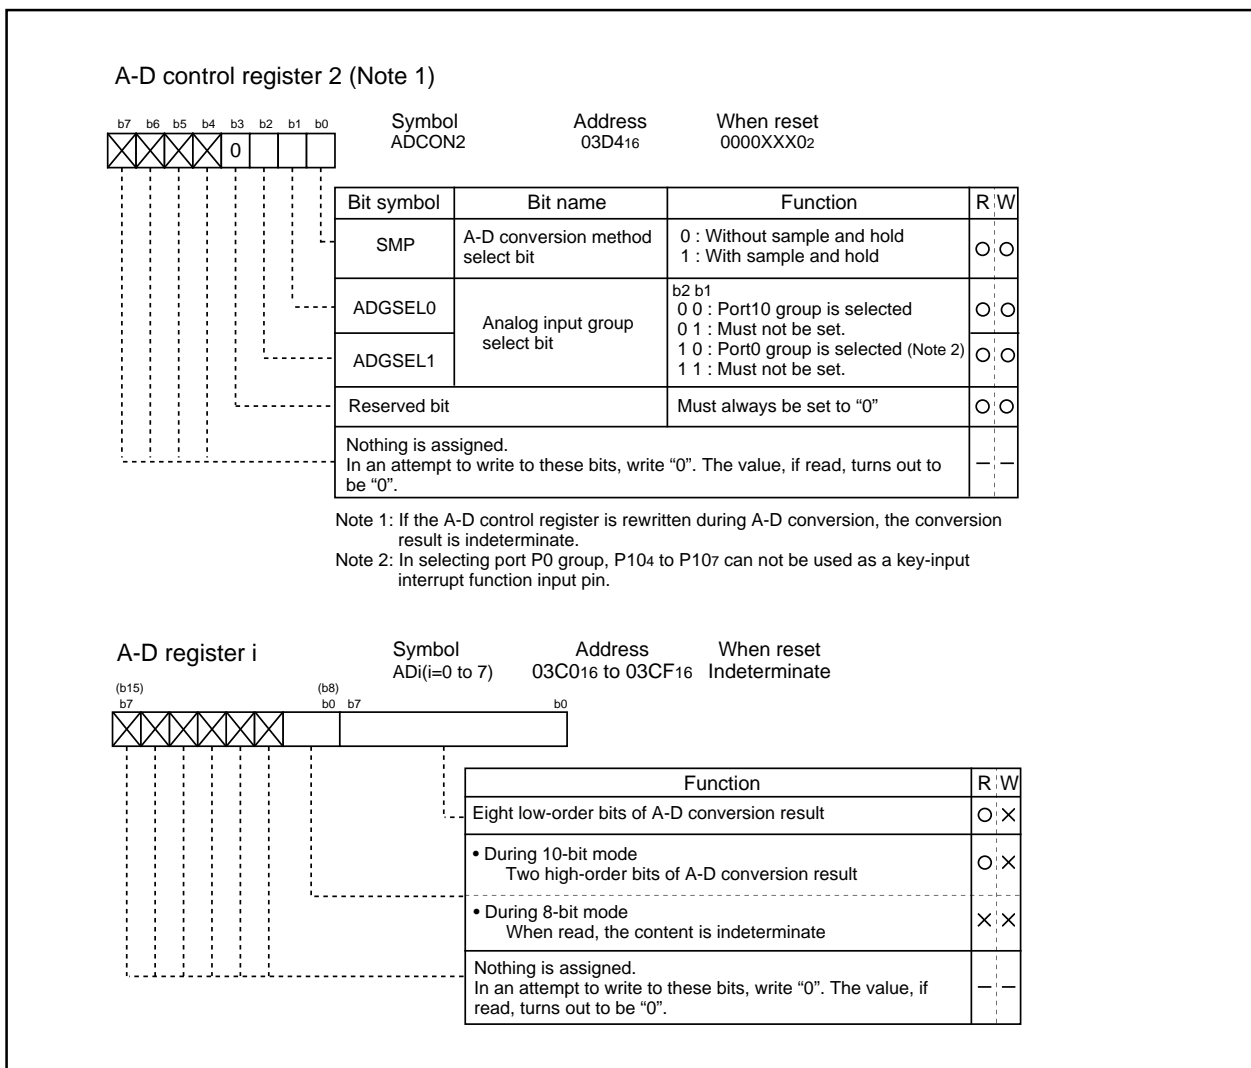 A-D control register 2 (Note 1)
b7 b6 b5 b4 b3 b2 b1 b0
Symbol Address When reset
ADCON2 03D416 0000XXX02
0
Bit symbol Bit name Function R W
SMP A-D conversion method select bit 0 : Without sample and hold
1 : With sample and hold
ADGSEL0 Analog input group select bit b2 b1
0 0 : Port10 group is selected
0 1 : Must not be set.
ADGSEL1 1 0 : Port0 group is selected (Note 2)
1 1 : Must not be set.
Reserved bit Must always be set to “0”
Nothing is assigned.
In an attempt to write to these bits, write “0”. The value, if read, turns out to
be “0”.
Note 1: If the A-D control register is rewritten during A-D conversion, the conversion
result is indeterminate.
Note 2: In selecting port P0 group, P104 to P107 can not be used as a key-input
interrupt function input pin.
A-D register i
Symbol Address When reset
ADi(i=0 to 7) 03C016 to 03CF16 Indeterminate
(b15) (b8)
b7 b0 b7 b0
Function R W
Eight low-order bits of A-D conversion result
• During 10-bit mode
Two high-order bits of A-D conversion result
• During 8-bit mode
When read, the content is indeterminate
Nothing is assigned.
In an attempt to write to these bits, write “0”. The value, if
read, turns out to be “0”.